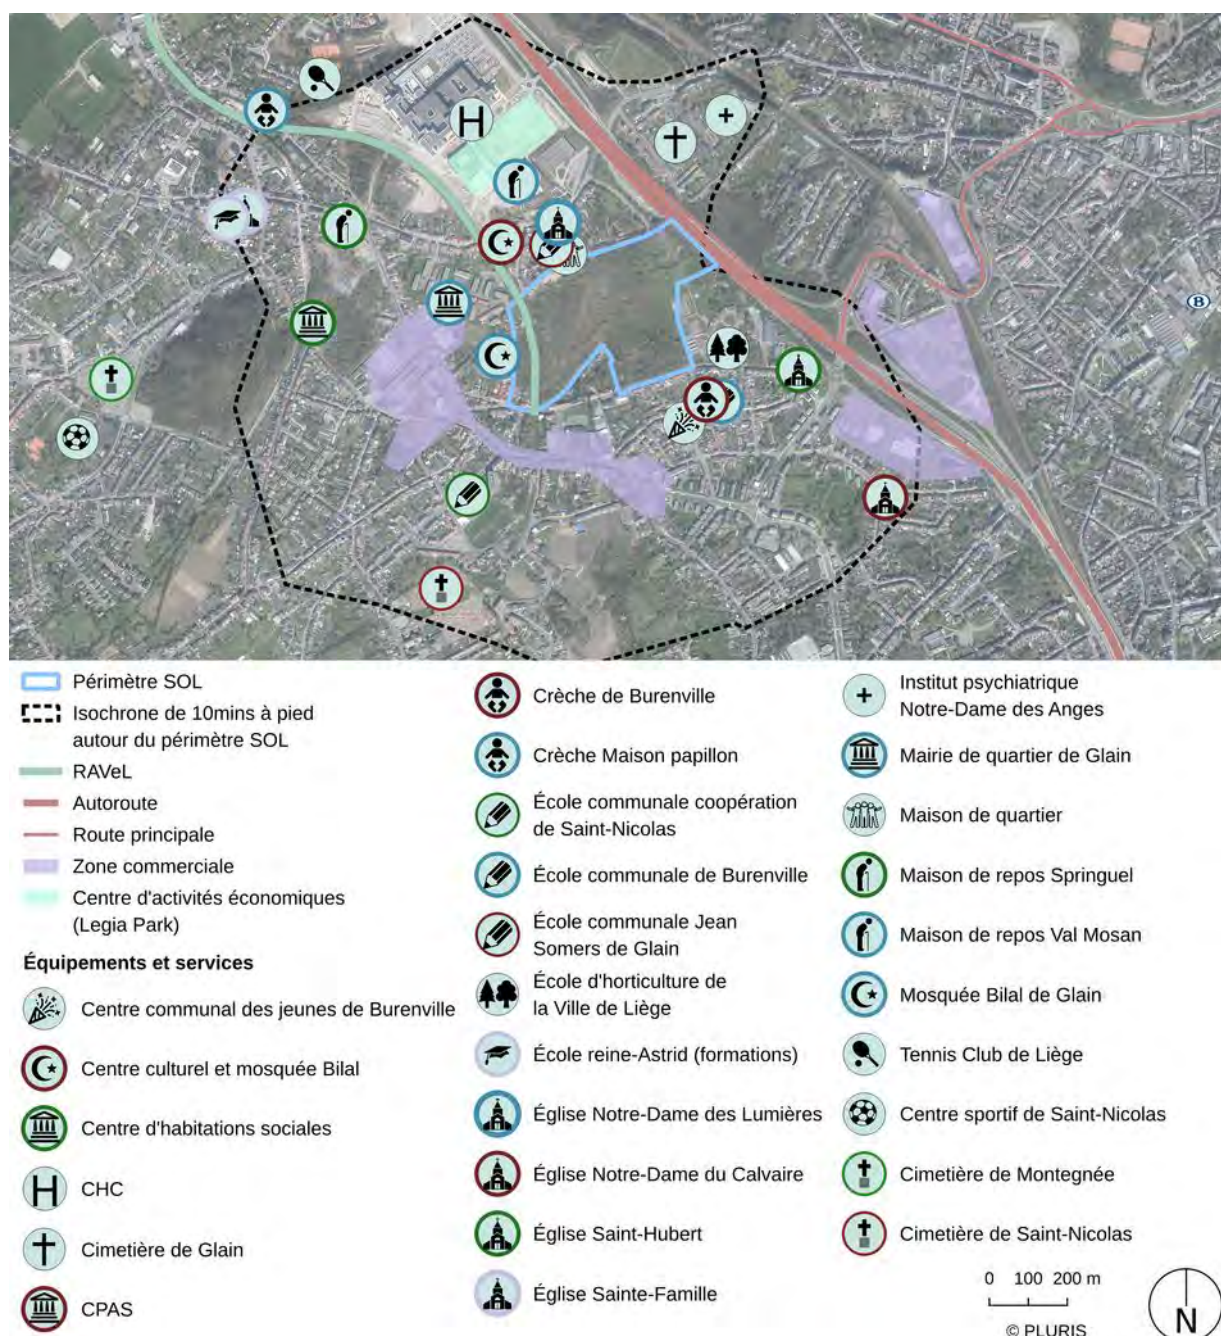 H
B
Périmètre SOL
Isochrone de 10mins à pied
autour du périmètre SOL
RAVeL
Autoroute
Route principale
Zone commerciale
Centre d'activités économiques
(Legia Park)
Équipements et services
Centre communal des jeunes de Burenville
Centre culturel et mosquée Bilal
Centre d'habitations sociales
H CHC
Cimetière de Glain
CPAS
Crèche de Burenville
Crèche Maison papillon
École communale coopération
de Saint-Nicolas
École communale de Burenville
École communale Jean
Somers de Glain
École d'horticulture de
la Ville de Liège
École reine-Astrid (formations)
Église Notre-Dame des Lumières
Église Notre-Dame du Calvaire
Église Saint-Hubert
Église Sainte-Famille
Institut psychiatrique
Notre-Dame des Anges
Mairie de quartier de Glain
Maison de quartier
Maison de repos Springuel
Maison de repos Val Mosan
Mosquée Bilal de Glain
Tennis Club de Liège
Centre sportif de Saint-Nicolas
Cimetière de Montegnée
Cimetière de Saint-Nicolas
0 100 200 m
© PLURIS
N